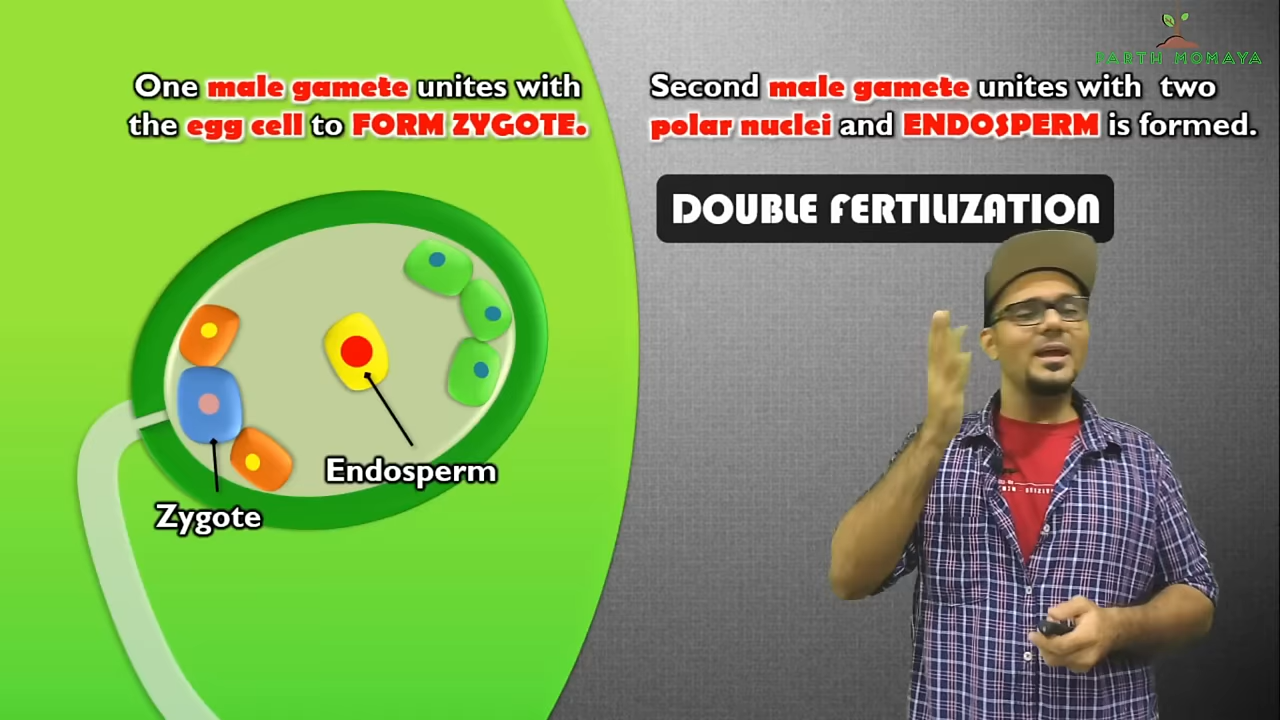 PARTH MOMAYA
One male gamete unites with
the egg cell to FORM ZYGOTE.
Second male gamete unites with two
polar nuclei and ENDOSPERM is formed.
DOUBLE FERTILIZATION
Endosperm
Zygote